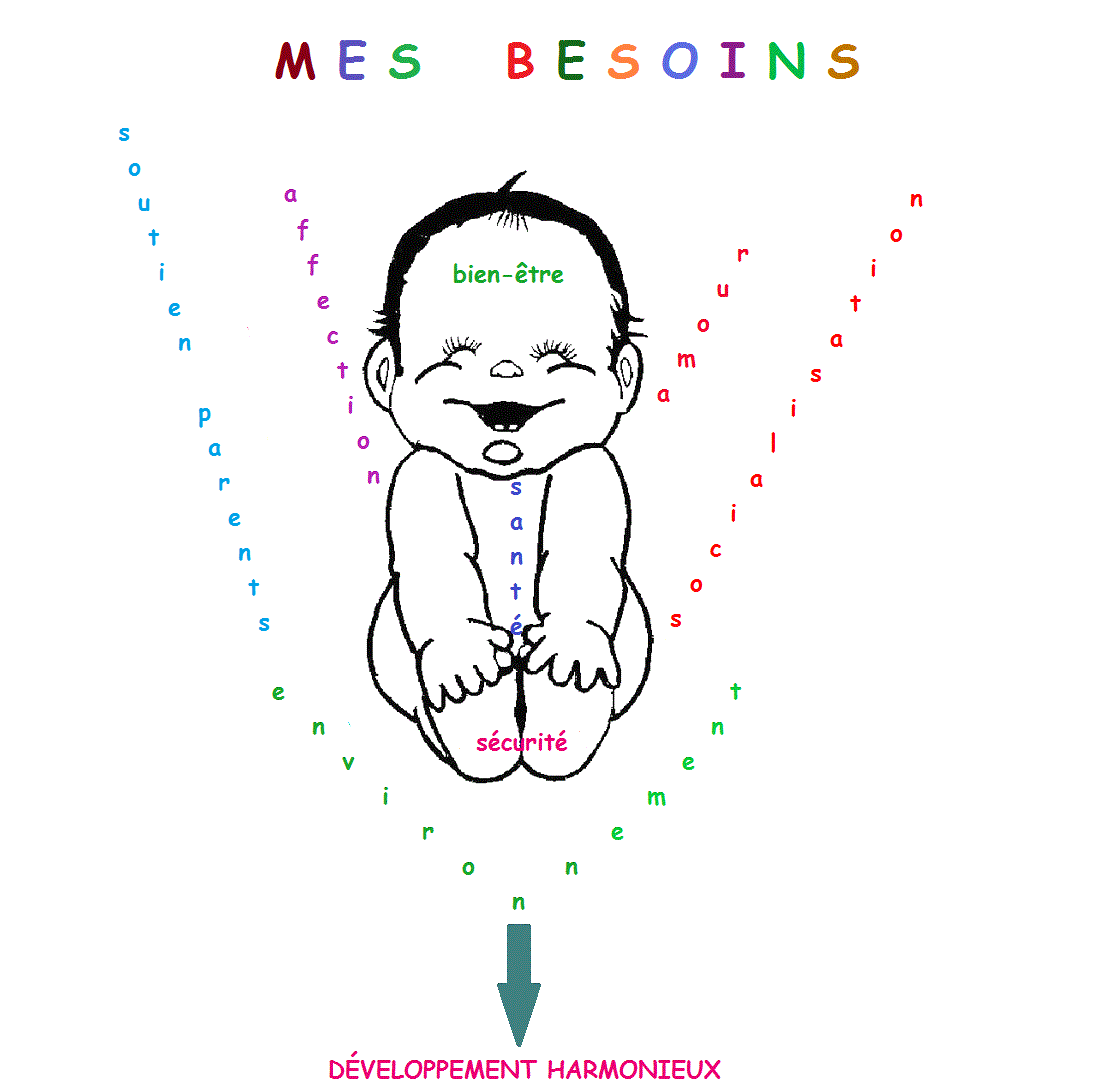 MES BESOINS
soutien parents
affection
bien-être
amour
socialisation
santé
sécurité
environnement
DÉVELOPPEMENT HARMONIEUX